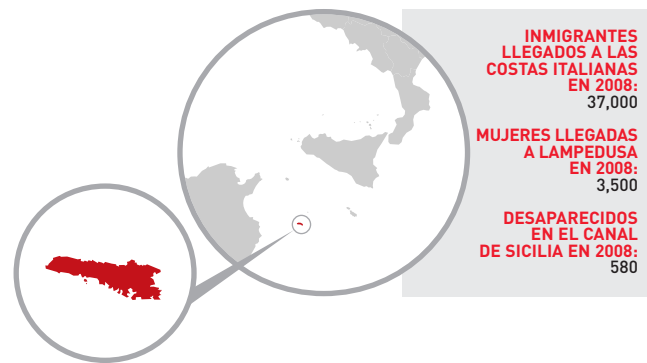 INMIGRANTES
LLEGADOS A LAS
COSTAS ITALIANAS
EN 2008:
37,000
MUJERES LLEGADAS
A LAMPEDUSA
EN 2008:
3,500
DESAPARECIDOS
EN EL CANAL
DE SICILIA EN 2008:
580